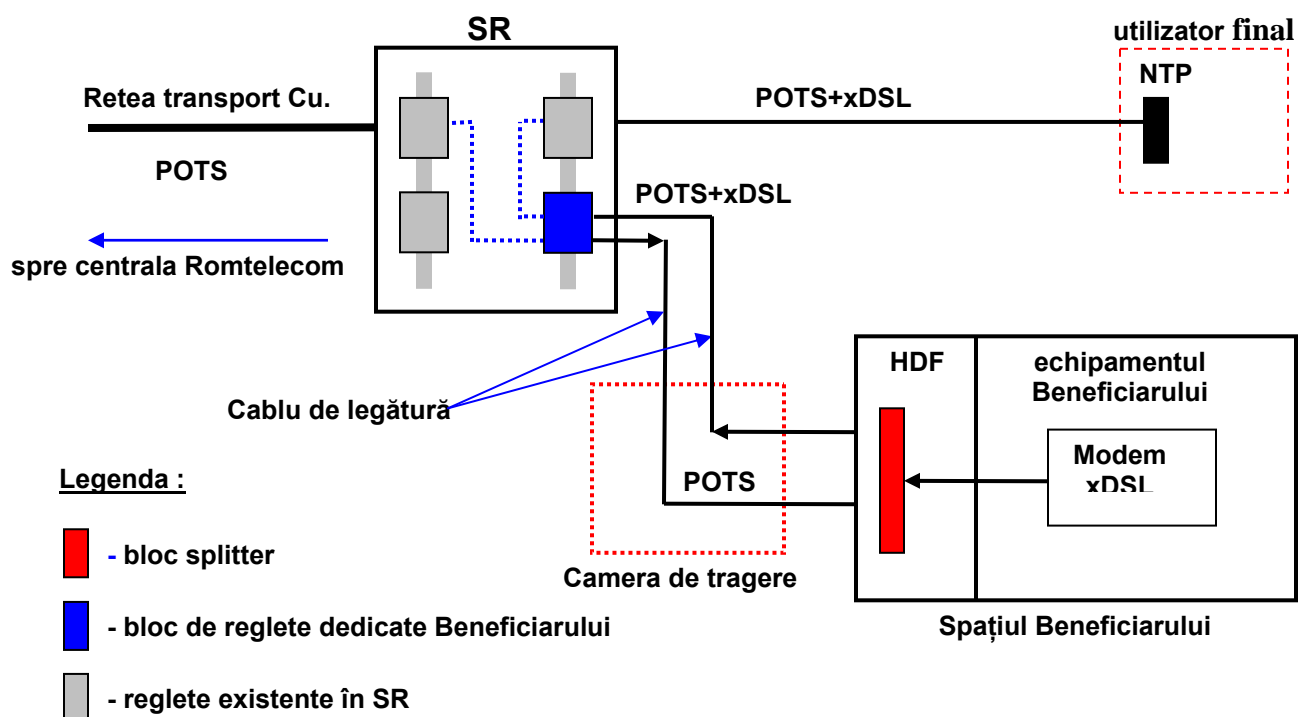 SR
utilizator final
NTP
Retea transport Cu.
POTS+xDSL
POTS
POTS+xDSL
spre centrala Romtelecom
HDF
echipamentul
Beneficiarului
Cablu de legătură
Modem
xDSL
Legenda :
POTS
- bloc splitter
Camera de tragere
- bloc de reglete dedicate Beneficiarului
Spațiul Beneficiarului
- reglete existente în SR